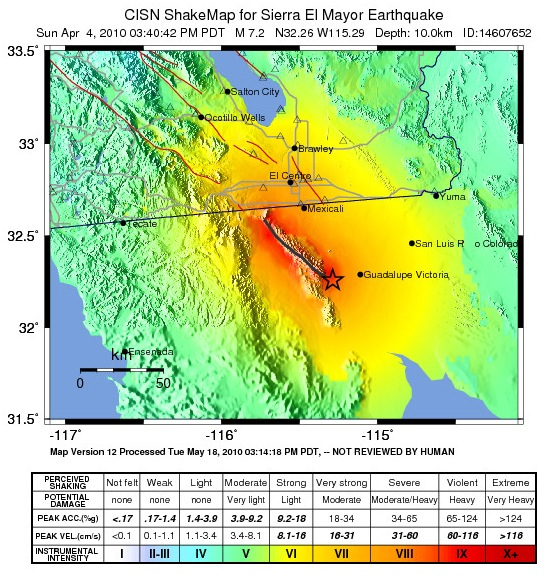 CISN ShakeMap for Sierra El Mayor Earthquake
Sun Apr 4, 2010 03:40:42 PM PDT M 7.2 N32.26 W115.29 Depth: 10.0km ID:14607652
33.5˚
Salton City
Ocotillo Wells
33˚
Brawley
El Centro
Yuma
Mexicali
Tecate
32.5˚
San Luis R
Guadalupe Victoria
32˚
Ensenada
km
0 50
31.5˚
-117˚ -116˚ -115˚
Map Version 12 Processed Tue May 18, 2010 03:14:18 PM PDT, -- NOT REVIEWED BY HUMAN
PERCEIVED SHAKING Not felt Weak Light Moderate Strong Very strong Severe Violent Extreme
POTENTIAL DAMAGE none none none Very light Light Moderate Moderate/Heavy Heavy Very Heavy
PEAK ACC.(%g) <.17 .17-1.4 1.4-3.9 3.9-9.2 9.2-18 18-34 34-65 65-124 >124
PEAK VEL.(cm/s) <0.1 0.1-1.1 1.1-3.4 3.4-8.1 8.1-16 16-31 31-60 60-116 >116
INSTRUMENTAL INTENSITY I II-III IV V VI VII VIII IX X+